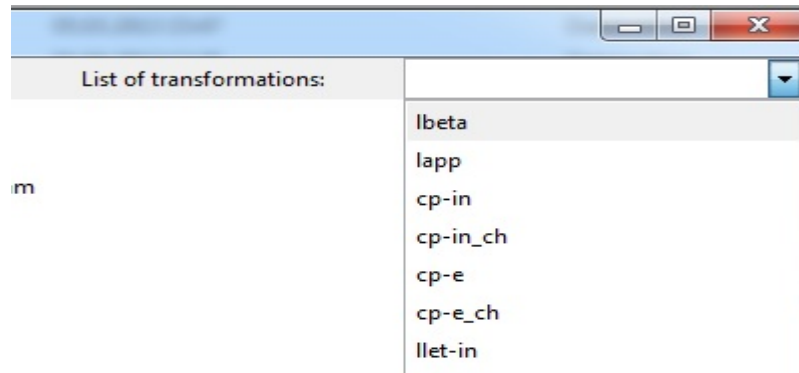 List of transformations:
lbeta
lapp
cp-in
cp-in_ch
cp-e
cp-e_ch
llet-in